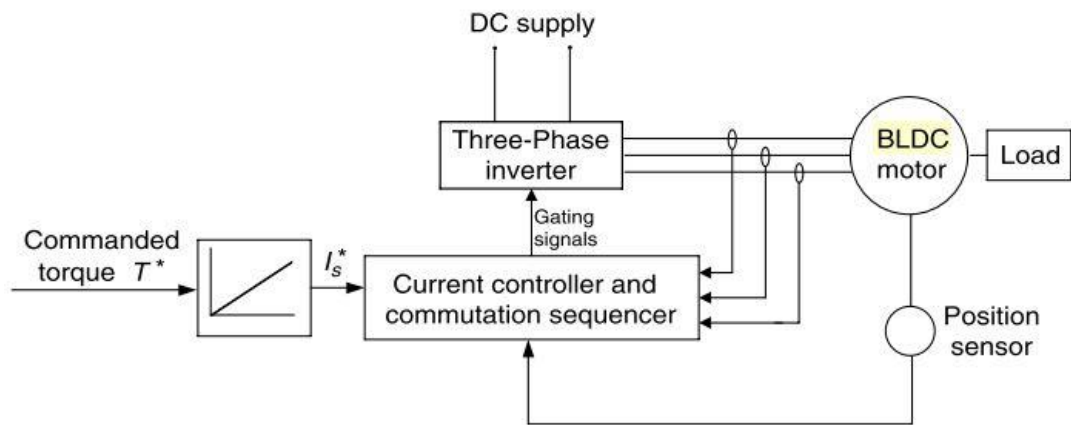 DC supply
Three-Phase
inverter
BLDC
motor
Load
Gating
signals
Commanded
torque T*
I_s^*
Current controller and
commutation sequencer
Position
sensor